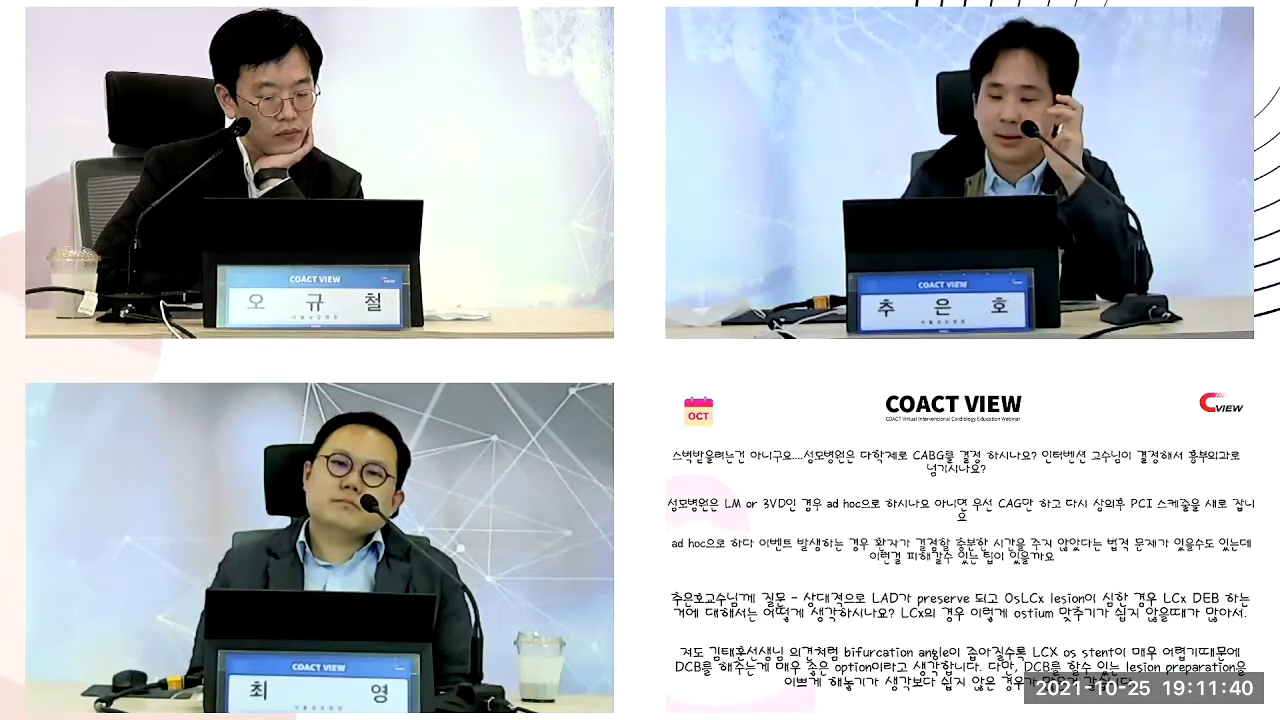 COACT VIEW
오 규 철
COACT VIEW
추 은 호
COACT VIEW
최 영
OCT
COACT VIEW
COACT Virtual Interventional Cardiology Education Webinar
CVIEW
스벅받을려는건 아니구요....성모병원은 다학제로 CABG를 결정 하시나요? 인터벤션 교수님이 결정해서 흉부외과로
넘기시나요?
성모병원은 LM or 3VD인 경우 ad hoc으로 하시나요 아니면 우선 CAG만 하고 다시 상의후 PCI 스케줄을 새로 잡니
요
ad hoc으로 하다 이벤트 발생하는 경우 환자가 결정할 충분한 시간을 주지 않았다는 법적 문제가 있을수도 있는데
이런걸 피해갈수 있는 팁이 있을까요
추은호교수님께 질문 - 상대적으로 LAD가 preserve 되고 OsLCx lesion이 심한 경우 LCx DEB 하는
거에 대해서는 어떻게 생각하시나요? LCx의 경우 이렇게 ostium 맞추기가 쉽지 않을때가 많아서.
저도 김태훈선생님 의견처럼 bifurcation angle이 좁아질수록 LCX os stent이 매우 어렵기때문에
DCB를 해주는게 매우 좋은 option이라고 생각합니다. 다만, DCB를 할수 있는 lesion preparation을
이쁘게 해놓기가 생각보다 쉽지 않은 경우가
2021-10-25 19:11:40